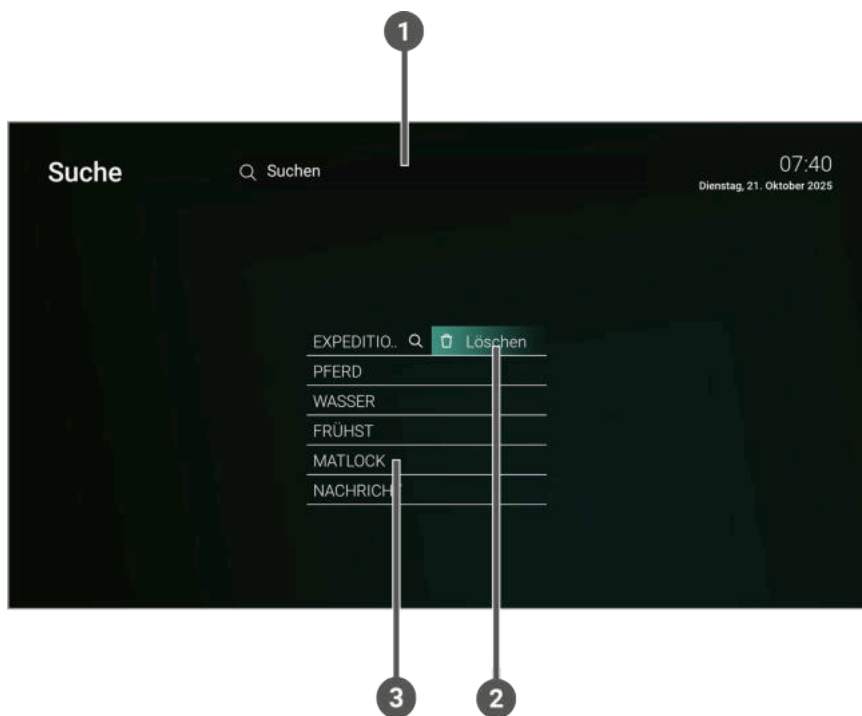 1
Suche
Suchen
07:40
Dienstag, 21. Oktober 2025
EXPEDITIO.. Löschen
PFERD
WASSER
FRÜHST
MATLOCK
NACHRICH
3 2